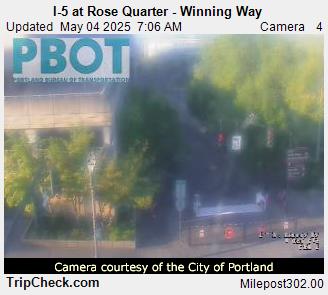 I-5 at Rose Quarter - Winning Way
Updated May 04 2025 7:06 AM Camera 4
PBOT
PORTLAND BUREAU OF TRANSPORTATION
Camera courtesy of the City of Portland
TripCheck.com Milepost302.00